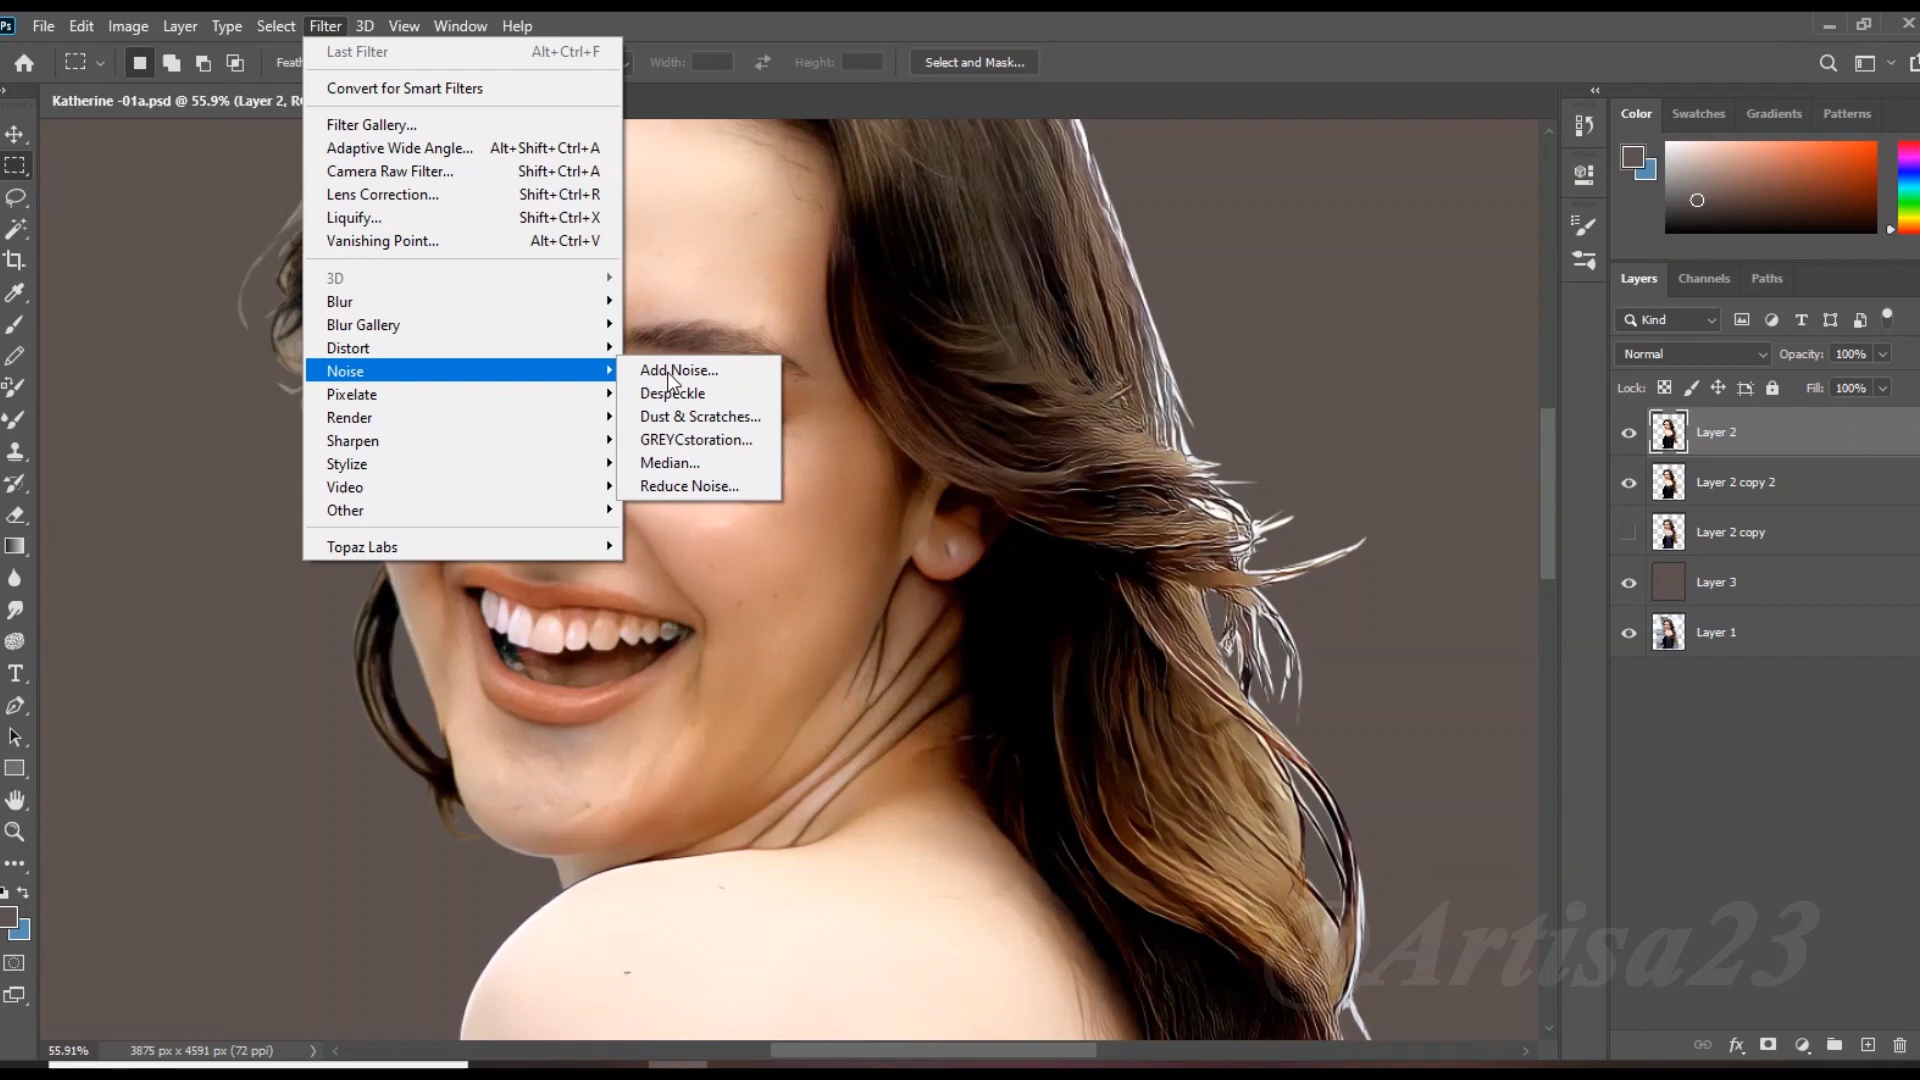 Ps File Edit Image Layer Type Select Filter 3D View Window Help
Feath Width: Height: Select and Mask...
Katherine -01a.psd @ 55.9% (Layer 2, R
Last Filter Alt+Ctrl+F
Convert for Smart Filters
Filter Gallery...
Adaptive Wide Angle... Alt+Shift+Ctrl+A
Camera Raw Filter... Shift+Ctrl+A
Lens Correction... Shift+Ctrl+R
Liquify... Shift+Ctrl+X
Vanishing Point... Alt+Ctrl+V
3D
Blur
Blur Gallery
Distort
Noise
Pixelate
Render
Sharpen
Stylize
Video
Other
Topaz Labs
Add Noise...
Despeckle
Dust & Scratches...
GREYCstoration...
Median...
Reduce Noise...
Color Swatches Gradients Patterns
Layers Channels Paths
Kind
Normal Opacity: 100%
Lock: Fill: 100%
Layer 2
Layer 2 copy 2
Layer 2 copy
Layer 3
Layer 1
fx
@Artisa23
55.91% 3875 px x 4591 px (72 ppi)